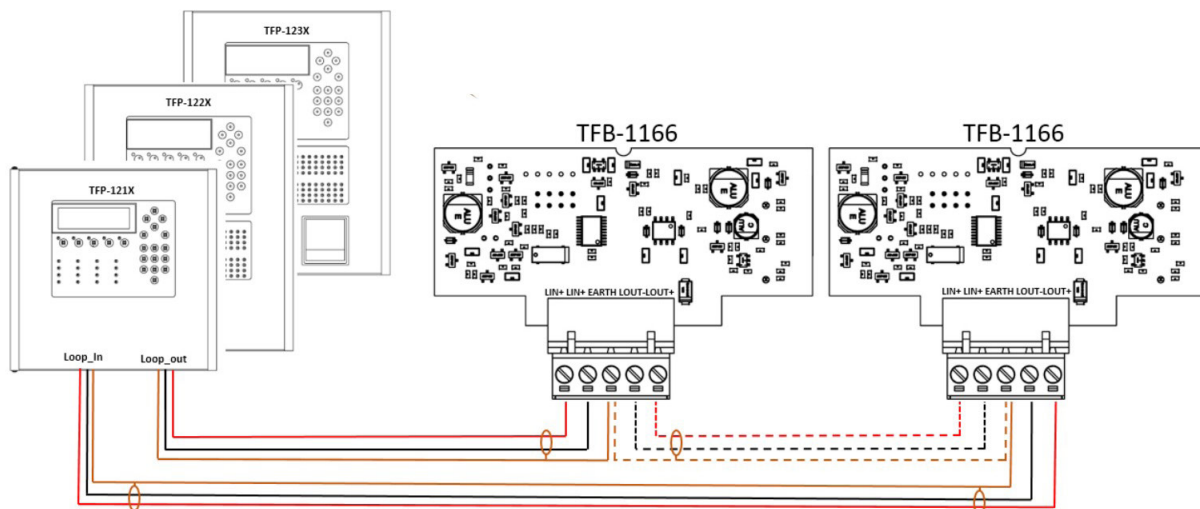 TFP-123X
TFP-122X
TFP-121X
Loop_In
Loop_out
TFB-1166
LIN+ LIN+ EARTH LOUT-LOUT+
TFB-1166
LIN+ LIN+ EARTH LOUT-LOUT+